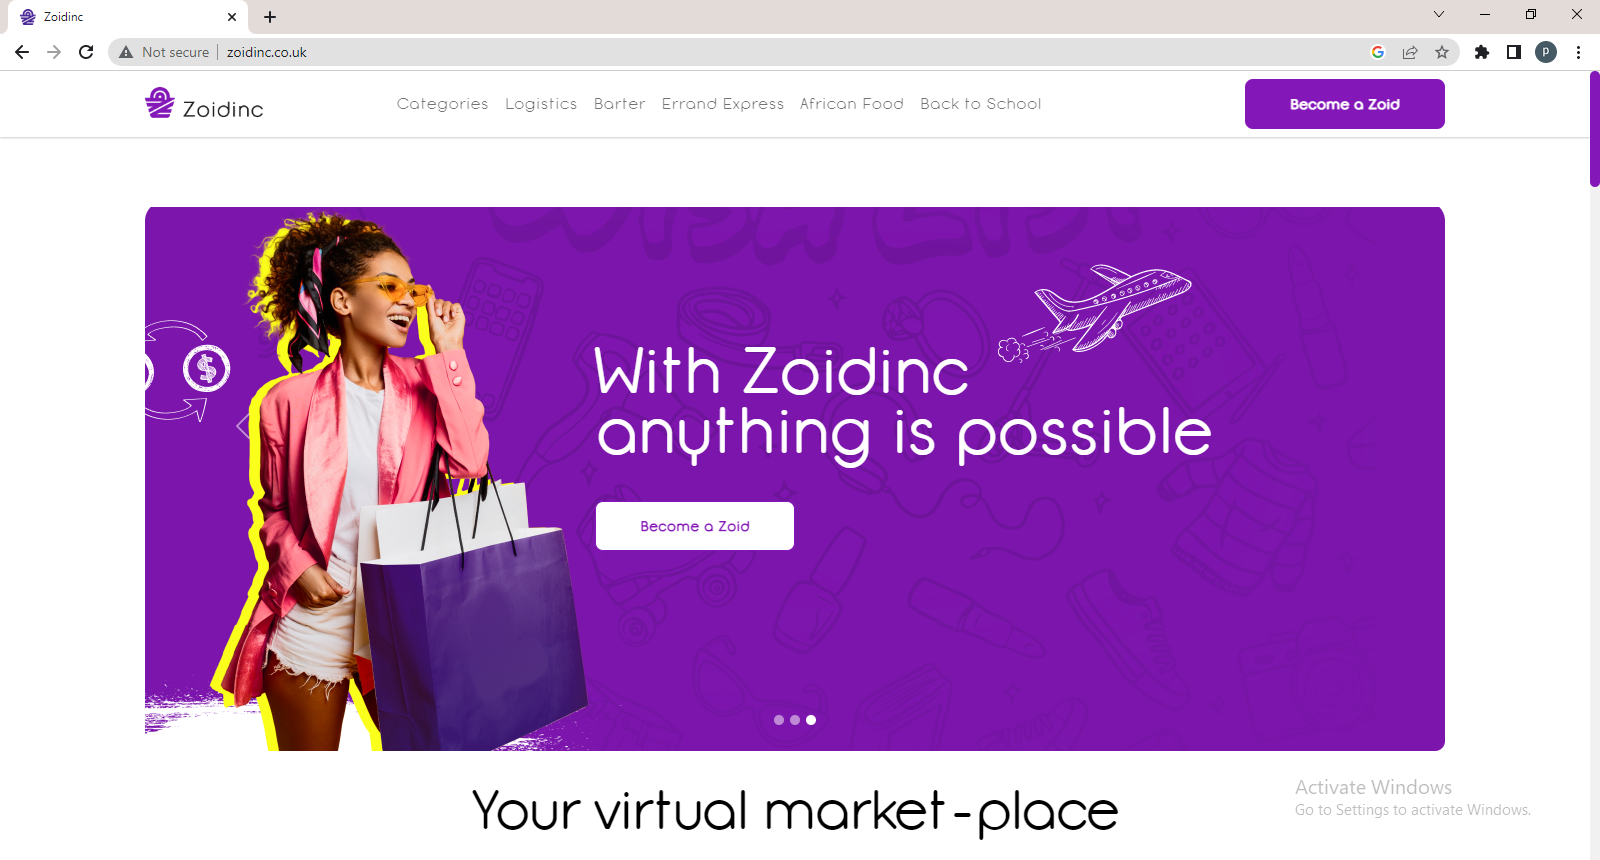 Zoidinc
Not secure | zoidinc.co.uk
P
Zoidinc
Categories Logistics Barter Errand Express African Food Back to School
Become a Zoid
Wish List
With Zoidinc
anything is possible
Become a Zoid
Your virtual market-place
Activate Windows
Go to Settings to activate Windows.